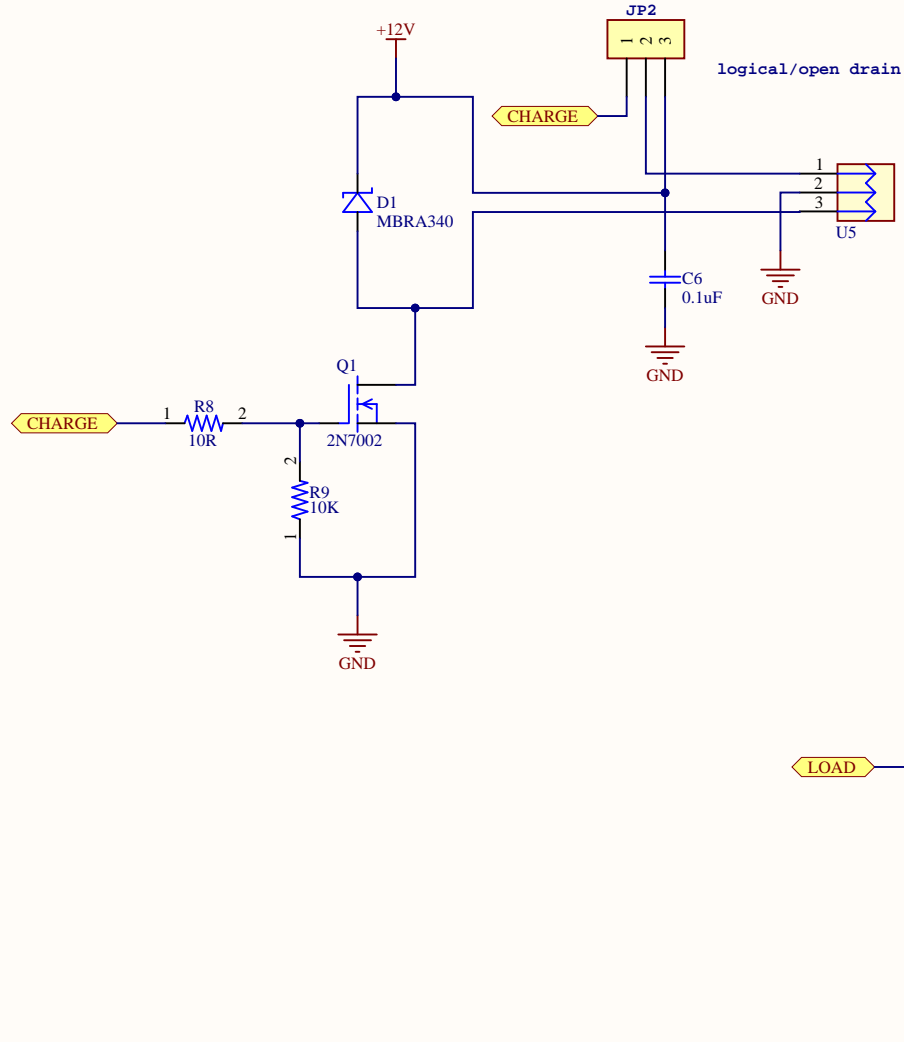 JP2
+12V
1 2 3
logical/open drain
CHARGE
1
2
3
D1
MBRA340
U5
C6
0.1uF
GND
GND
Q1
R8
1 2
CHARGE
10R
2N7002
2
R9
10K
1
GND
LOAD